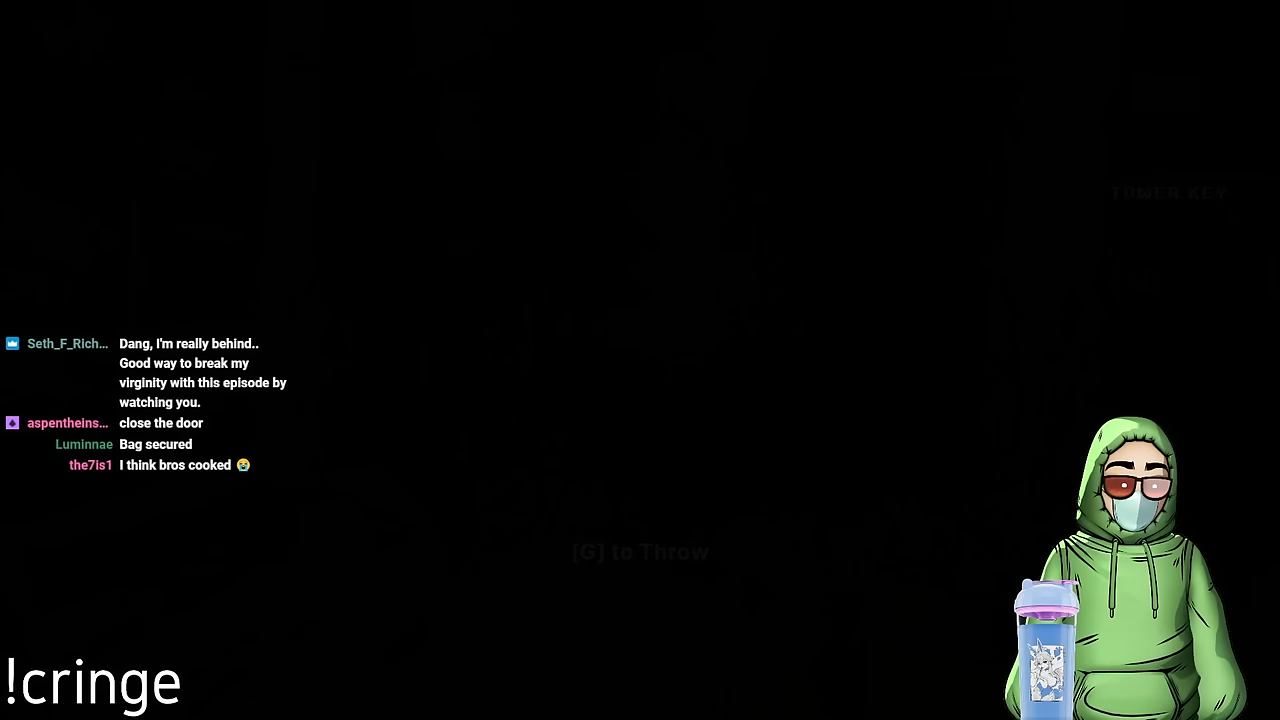 TOWER KEY
Seth_F_Rich... Dang, I'm really behind..
Good way to break my
virginity with this episode by
watching you.
aspentheins... close the door
Luminnae Bag secured
the7is1 I think bros cooked 😭
[G] to Throw
!cringe